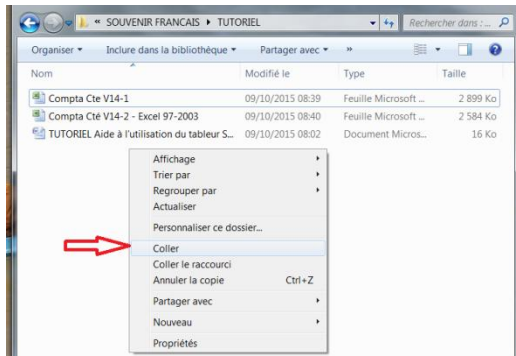 « SOUVENIR FRANCAIS ▸ TUTORIEL
Rechercher dans : ...
Organiser Inclure dans la bibliothèque Partager avec »
Nom Modifié le Type Taille
Compta Cte V14-1 09/10/2015 08:39 Feuille Microsoft ... 2 899 Ko
Compta Cté V14-2 - Excel 97-2003 09/10/2015 08:40 Feuille Microsoft ... 2 584 Ko
TUTORIEL Aide à l'utilisation du tableur S... 09/10/2015 08:02 Document Micros... 16 Ko
Affichage
Trier par
Regrouper par
Actualiser
Personnaliser ce dossier...
Coller
Coller le raccourci
Annuler la copie Ctrl+Z
Partager avec
Nouveau
Propriétés